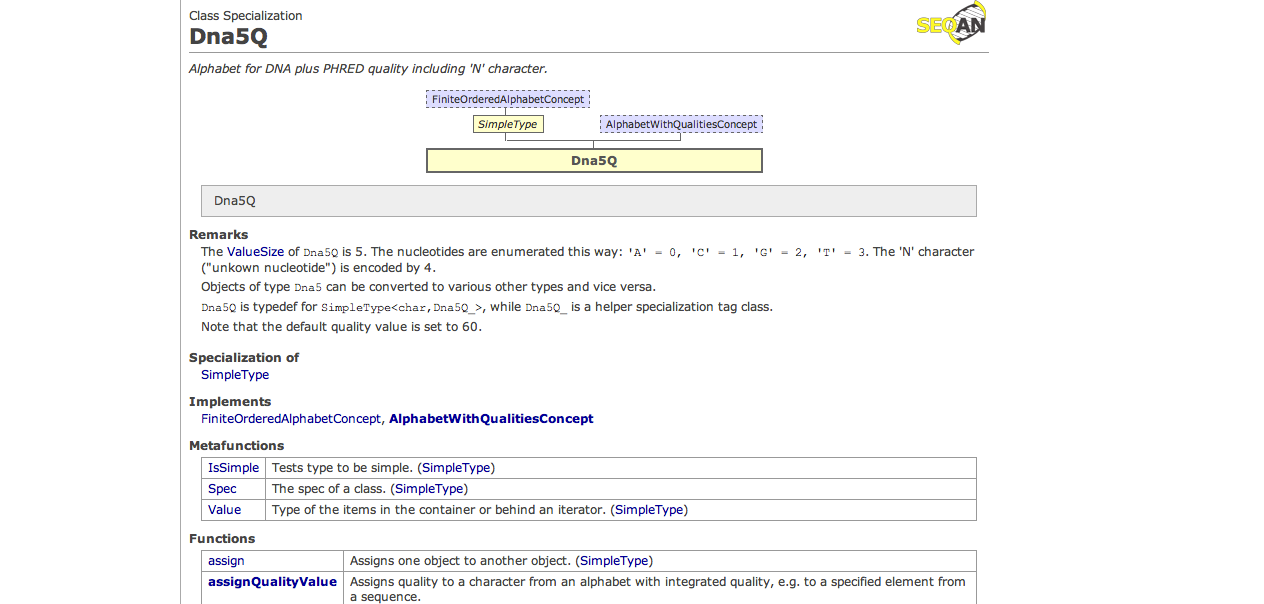 Class Specialization
Dna5Q
SEQAN
Alphabet for DNA plus PHRED quality including 'N' character.
FiniteOrderedAlphabetConcept
SimpleType
AlphabetWithQualitiesConcept
Dna5Q
Dna5Q
Remarks
The ValueSize of Dna5Q is 5. The nucleotides are enumerated this way: 'A' = 0, 'C' = 1, 'G' = 2, 'T' = 3. The 'N' character
("unkown nucleotide") is encoded by 4.
Objects of type Dna5 can be converted to various other types and vice versa.
Dna5Q is typedef for SimpleType<char,Dna5Q_>, while Dna5Q_ is a helper specialization tag class.
Note that the default quality value is set to 60.
Specialization of
SimpleType
Implements
FiniteOrderedAlphabetConcept, AlphabetWithQualitiesConcept
Metafunctions
IsSimple Tests type to be simple. (SimpleType)
Spec The spec of a class. (SimpleType)
Value Type of the items in the container or behind an iterator. (SimpleType)
Functions
assign Assigns one object to another object. (SimpleType)
assignQualityValue Assigns quality to a character from an alphabet with integrated quality, e.g. to a specified element from
a sequence.